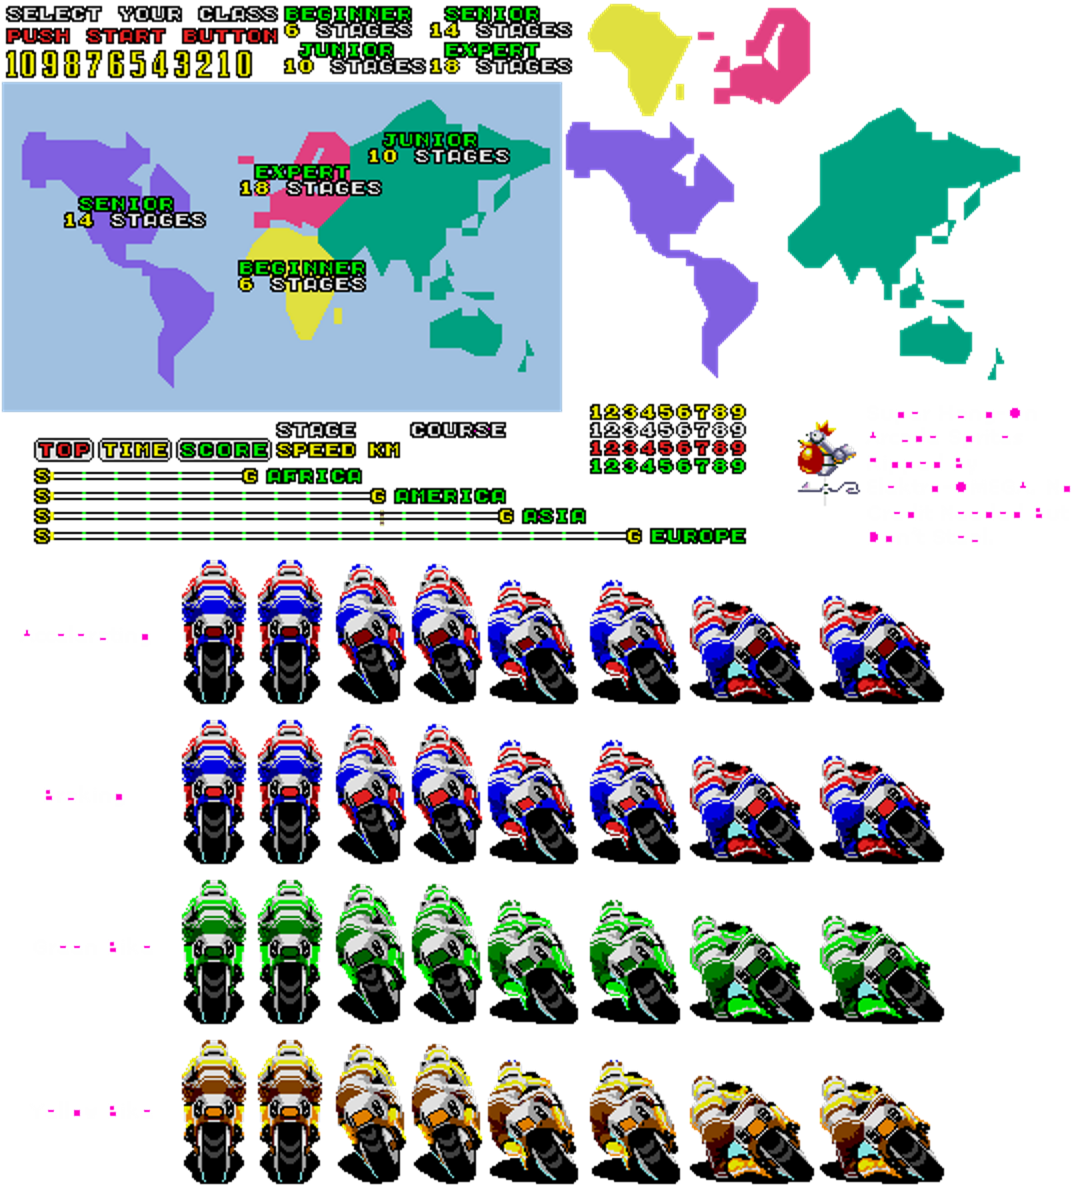 SELECT YOUR CLASS
PUSH START BUTTON
109876543210
BEGINNER
6 STAGES
SENIOR
14 STAGES
JUNIOR
10 STAGES
EXPERT
18 STAGES
JUNIOR
10 STAGES
EXPERT
18 STAGES
SENIOR
14 STAGES
BEGINNER
6 STAGES
123456789
123456789
123456789
123456789
STAGE COURSE
TOP TIME SCORE SPEED KM
S G AFRICA
S G AMERICA
S G ASIA
S G EUROPE